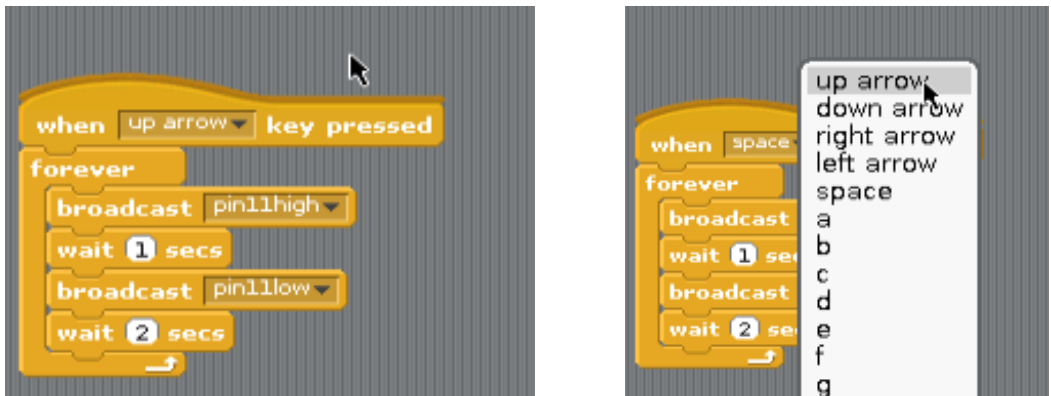 when up arrow key pressed
forever
broadcast pin11high
wait 1 secs
broadcast pin11low
wait 2 secs
when space
forever
broadcast
wait 1 se
broadcast
wait 2 se
up arrow
down arrow
right arrow
left arrow
space
a
b
c
d
e
f
g